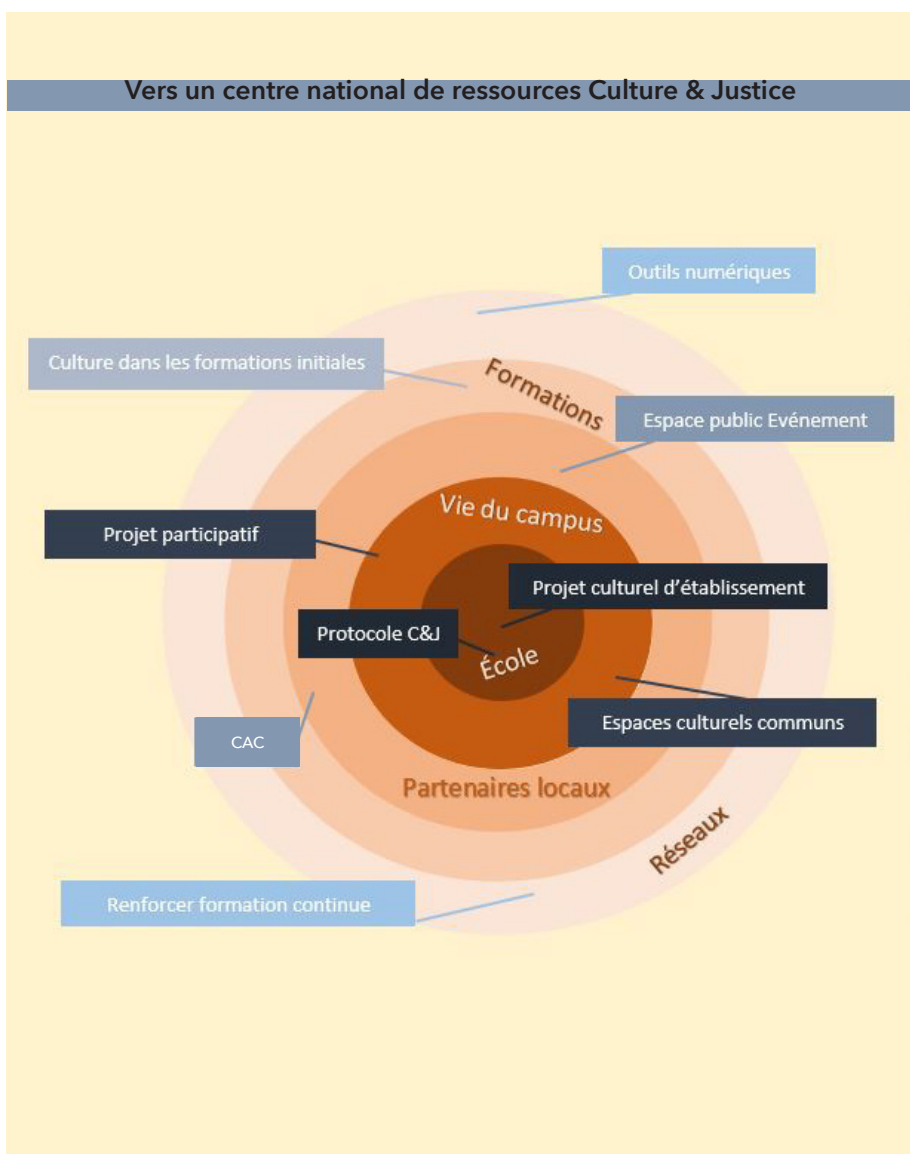 Vers un centre national de ressources Culture & Justice
Outils numériques
Culture dans les formations initiales
Formations
Espace public Evénement
Vie du campus
Projet participatif
Projet culturel d’établissement
Protocole C&J
École
Espaces culturels communs
CAC
Partenaires locaux
Réseaux
Renforcer formation continue